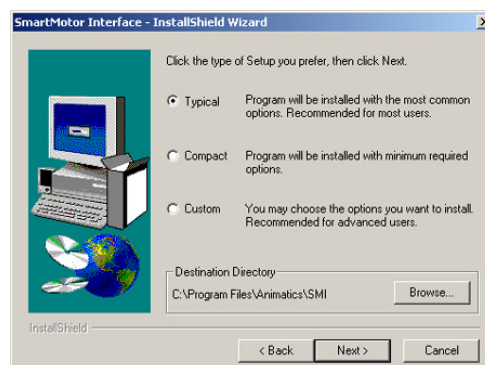 SmartMotor Interface - InstallShield Wizard
Click the type of Setup you prefer, then click Next.
Typical Program will be installed with the most common
options. Recommended for most users.
Compact Program will be installed with minimum required
options.
Custom You may choose the options you want to install.
Recommended for advanced users.
Destination Directory
C:\Program Files\Animatics\SMI Browse...
InstallShield
< Back Next > Cancel